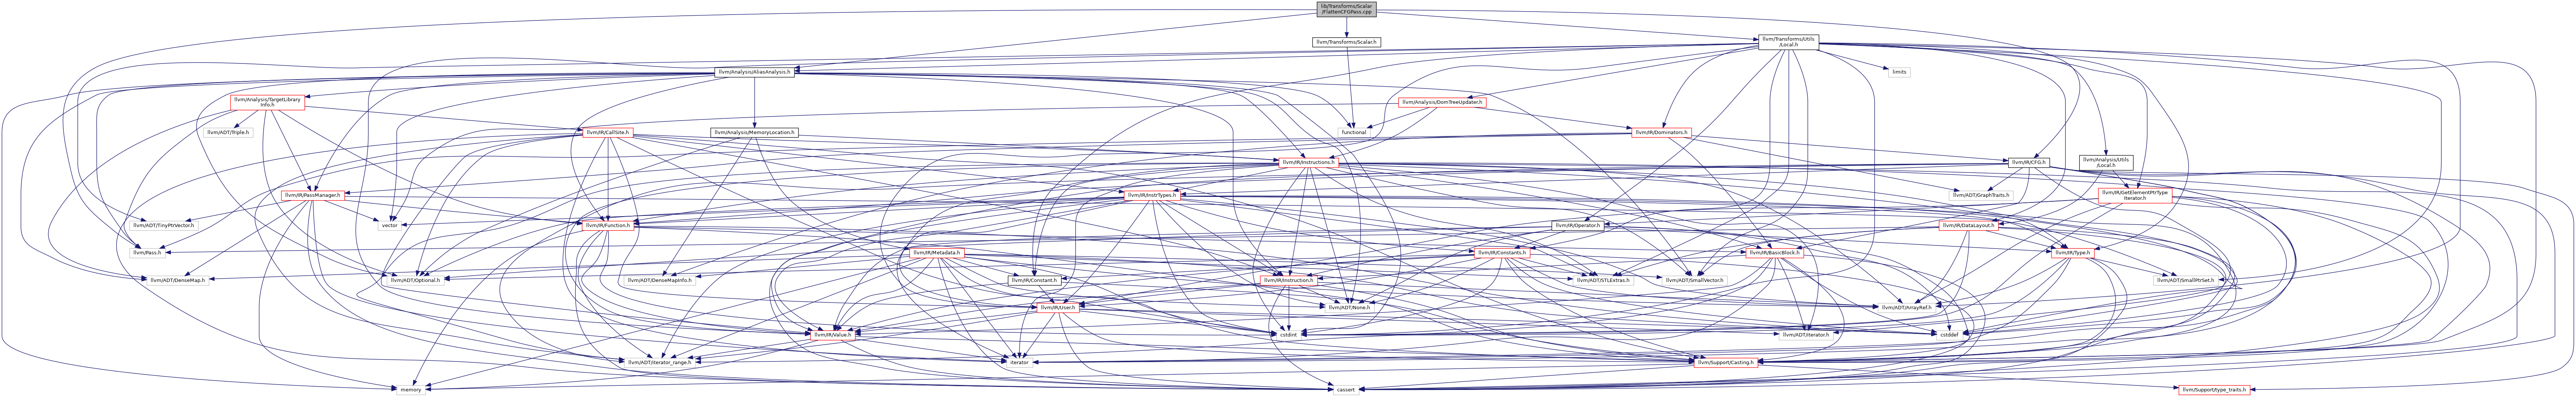 lib/Transforms/Scalar
/FlattenCFGPass.cpp
llvm/Transforms/Scalar.h
llvm/Transforms/Utils
/Local.h
llvm/Analysis/AliasAnalysis.h
limits
llvm/Analysis/TargetLibrary
Info.h
llvm/Analysis/DomTreeUpdater.h
llvm/ADT/Triple.h
llvm/IR/CallSite.h
llvm/Analysis/MemoryLocation.h
functional
llvm/IR/Dominators.h
llvm/IR/Instructions.h
llvm/IR/CFG.h
llvm/Analysis/Utils
/Local.h
llvm/IR/PassManager.h
llvm/IR/InstrTypes.h
llvm/ADT/GraphTraits.h
llvm/IR/GetElementPtrType
Iterator.h
llvm/ADT/TinyPtrVector.h
vector
llvm/IR/Function.h
llvm/IR/Operator.h
llvm/IR/DataLayout.h
llvm/Pass.h
llvm/IR/Metadata.h
llvm/IR/Constants.h
llvm/IR/BasicBlock.h
llvm/IR/Type.h
llvm/ADT/DenseMap.h
llvm/ADT/Optional.h
llvm/ADT/DenseMapInfo.h
llvm/IR/Constant.h
llvm/IR/Instruction.h
llvm/ADT/STLExtras.h
llvm/ADT/SmallVector.h
llvm/ADT/SmallPtrSet.h
llvm/IR/User.h
llvm/ADT/None.h
llvm/ADT/ArrayRef.h
llvm/IR/Value.h
cstdint
llvm/ADT/iterator.h
cstddef
llvm/ADT/iterator_range.h
iterator
llvm/Support/Casting.h
memory
cassert
llvm/Support/type_traits.h